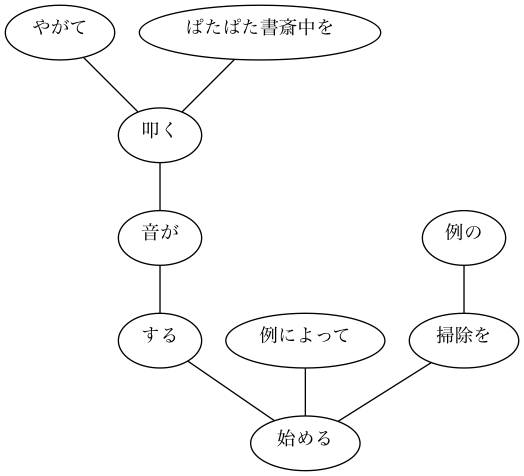 やがて
ぱたぱた書斎中を
叩く
音が
例の
する
例によって
掃除を
始める